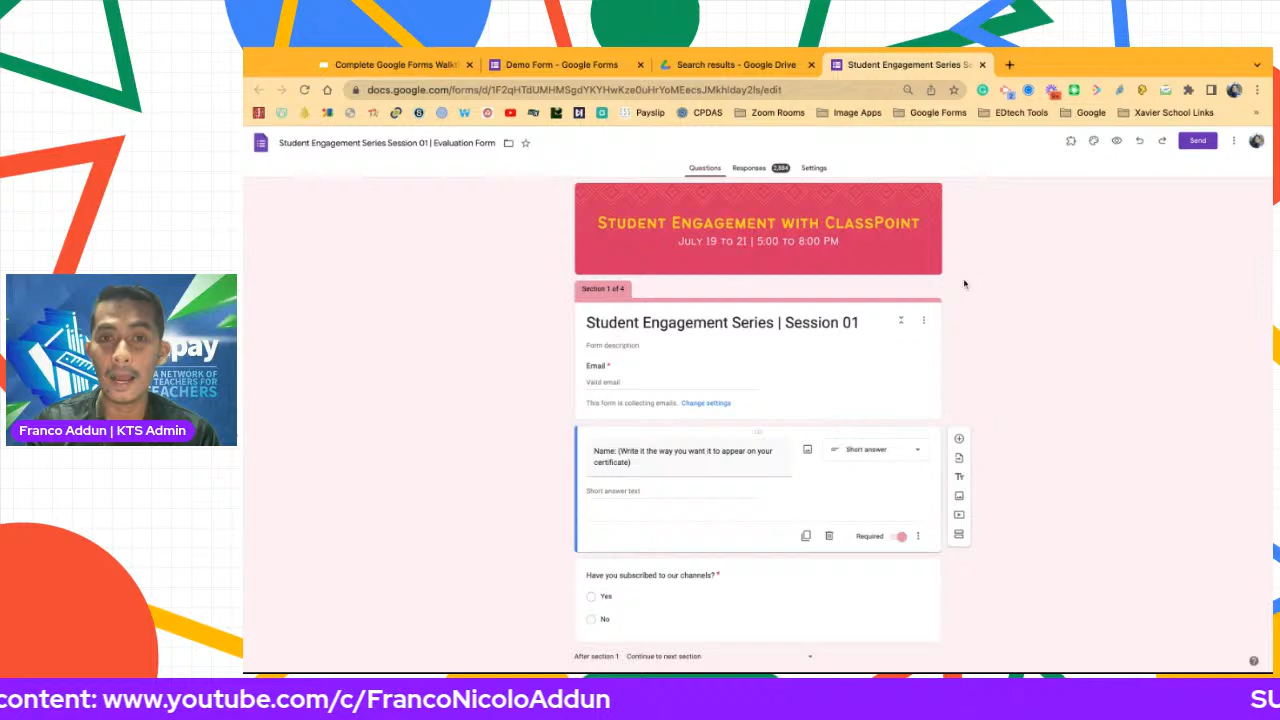 Complete Google Forms Walkt
Demo Form - Google Forms
Search results - Google Drive
Student Engagement Series Se
docs.google.com/forms/d/1F2qHTdUMHMSgdYKYHwKze0uHrYoMEecsJMkhlday2Is/edit
Payslip
CPDAS
Zoom Rooms
Image Apps
Google Forms
EDtech Tools
Google
Xavier School Links
Student Engagement Series Session 01 | Evaluation Form
Send
Questions
Responses
2,884
Settings
Student Engagement with ClassPoint
July 19 to 21 | 5:00 to 8:00 PM
Section 1 of 4
Student Engagement Series | Session 01
Form description
Email *
Valid email
This form is collecting emails. Change settings
Name: (Write it the way you want it to appear on your
certificate)
Short answer
Short answer text
Required
Have you subscribed to our channels? *
Yes
No
After section 1 Continue to next section
pay
A NETWORK OF
TEACHERS FOR
TEACHERS
Franco Addun | KTS Admin
content: www.youtube.com/c/FrancoNicoloAddun
SU